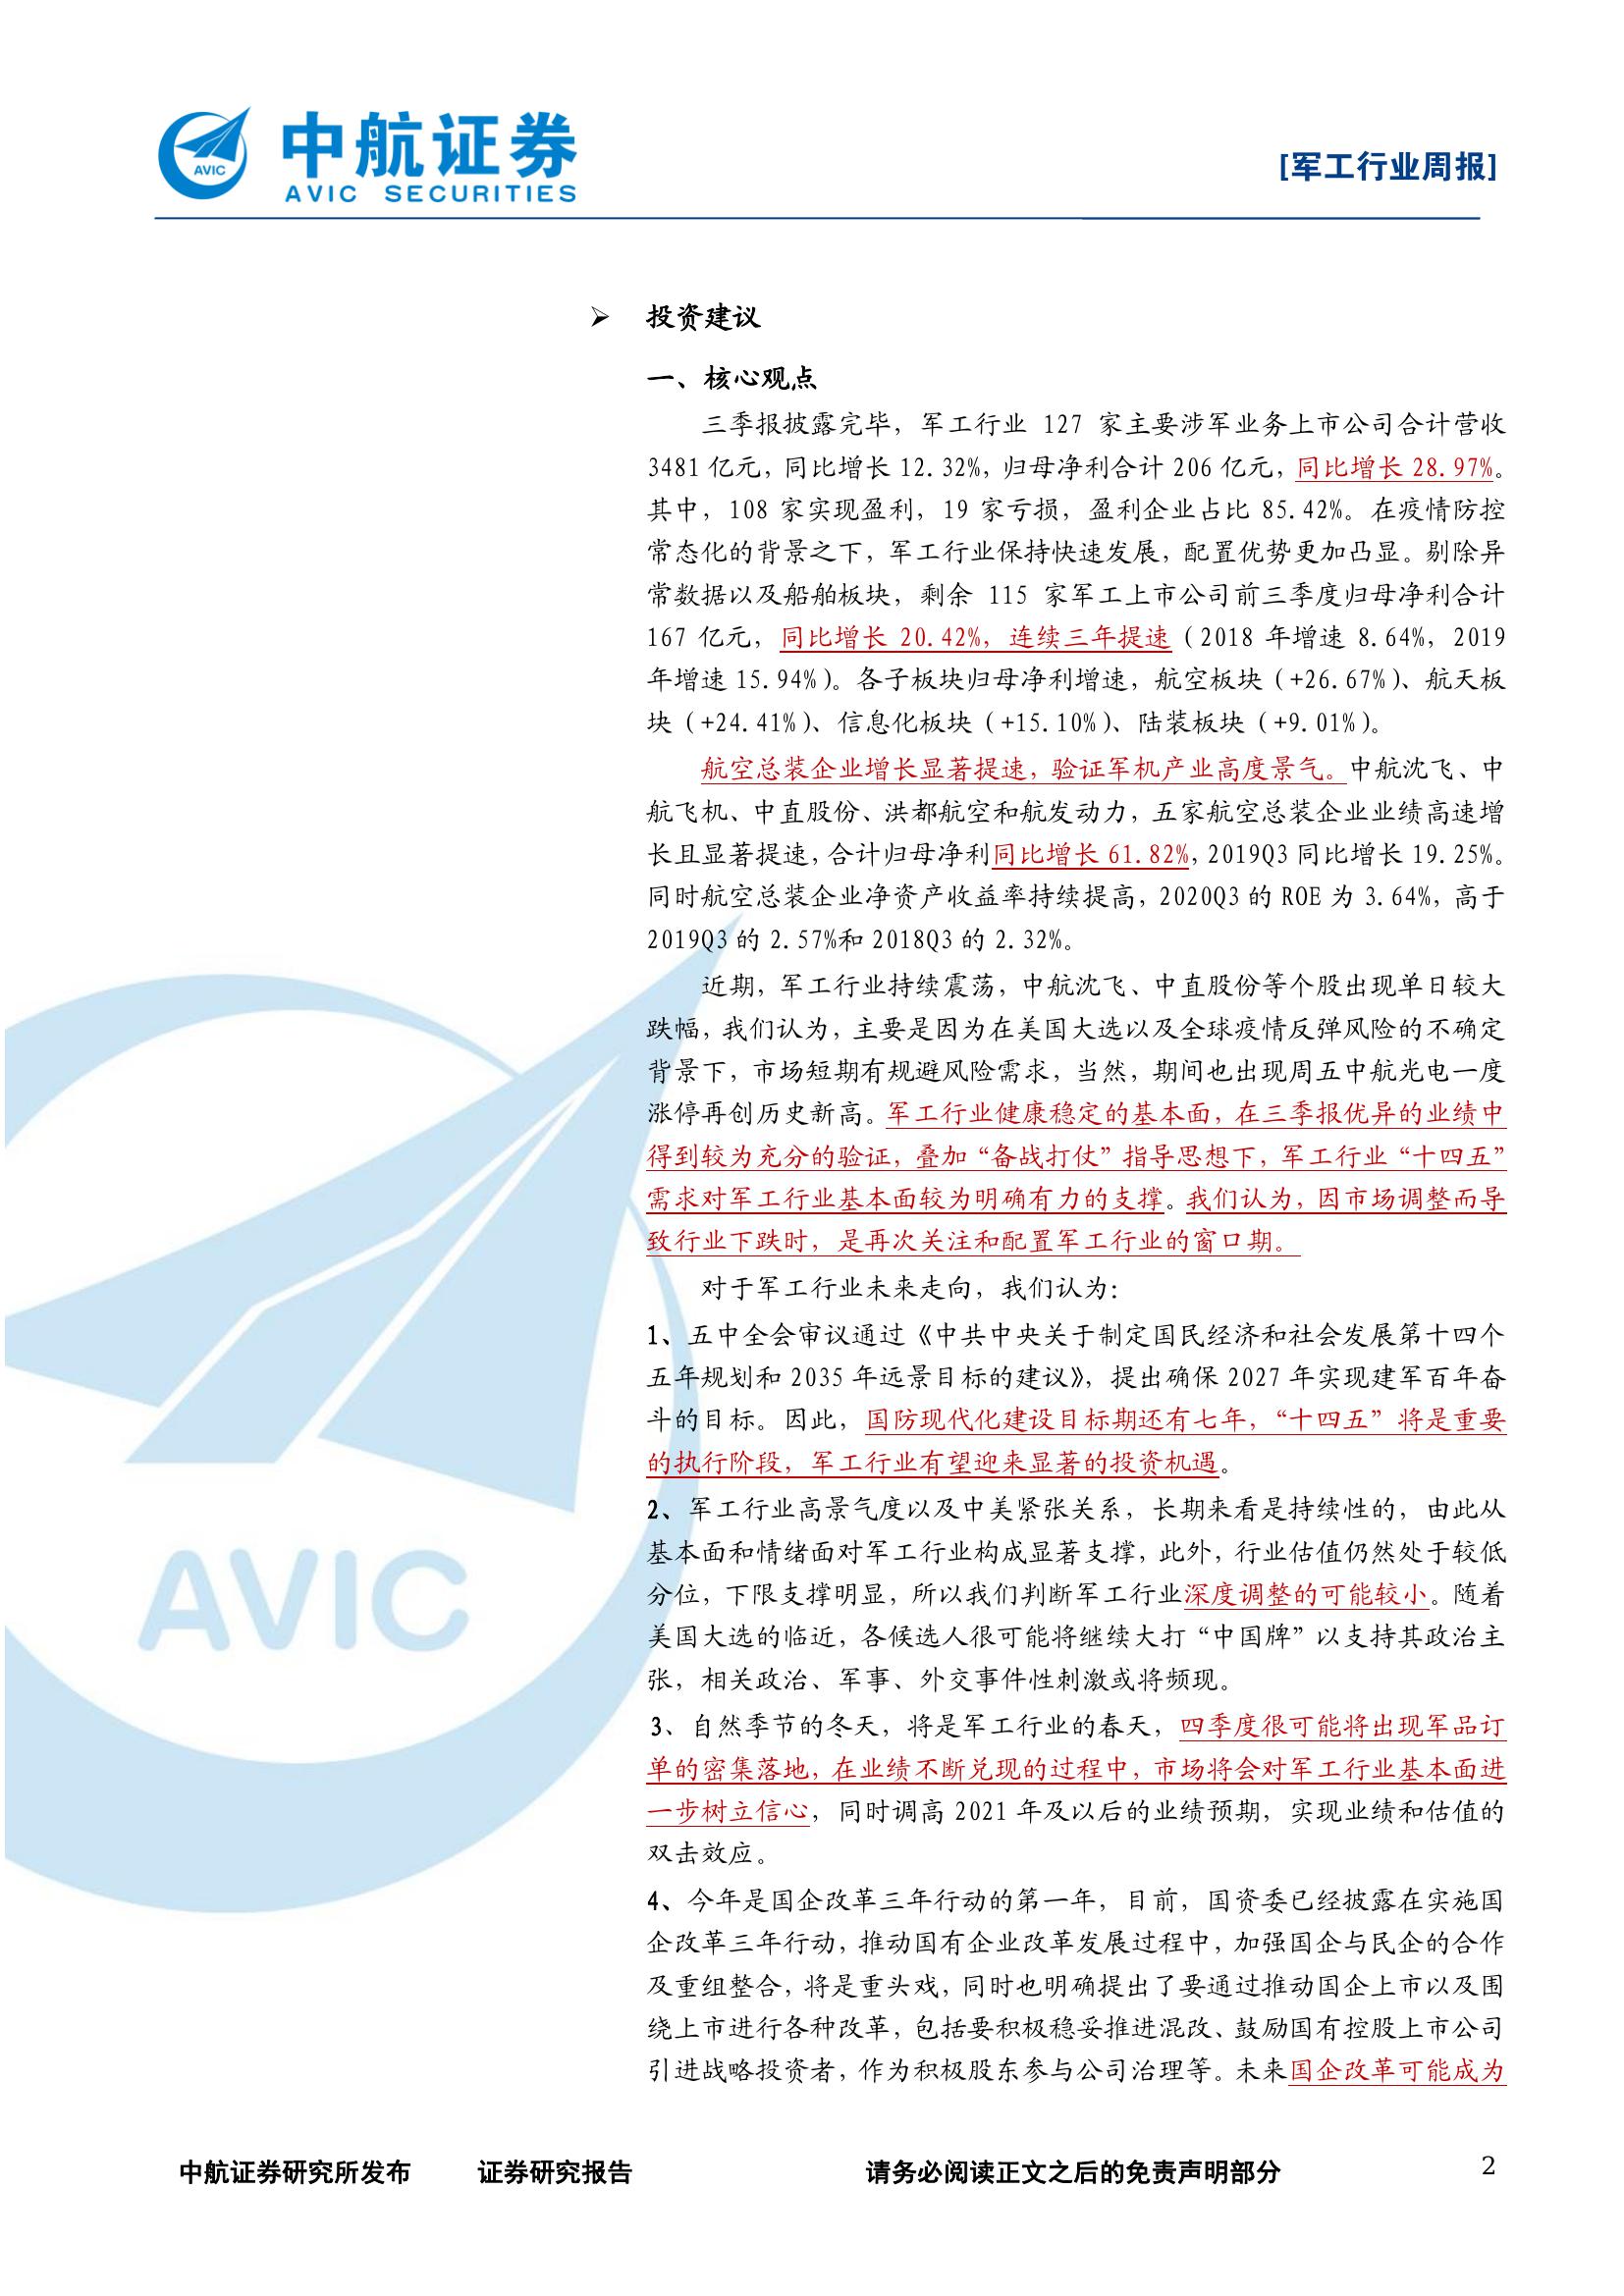 中航证券
AVIC SECURITIES
AVIC
[军工行业周报]
➢ 投资建议
一、核心观点
三季报披露完毕，军工行业 127 家主要涉军业务上市公司合计营收
3481 亿元，同比增长 12.32%，归母净利合计 206 亿元，同比增长 28.97%。
其中，108 家实现盈利，19 家亏损，盈利企业占比 85.42%。在疫情防控
常态化的背景之下，军工行业保持快速发展，配置优势更加凸显。剔除异
常数据以及船舶板块，剩余 115 家军工上市公司前三季度归母净利合计
167 亿元，同比增长 20.42%，连续三年提速（2018 年增速 8.64%，2019
年增速 15.94%）。各子板块归母净利增速，航空板块（+26.67%）、航天板
块（+24.41%）、信息化板块（+15.10%）、陆装板块（+9.01%）。
航空总装企业增长显著提速，验证军机产业高度景气。中航沈飞、中
航飞机、中直股份、洪都航空和航发动力，五家航空总装企业业绩高速增
长且显著提速，合计归母净利同比增长 61.82%，2019Q3 同比增长 19.25%。
同时航空总装企业净资产收益率持续提高，2020Q3 的 ROE 为 3.64%，高于
2019Q3 的 2.57%和 2018Q3 的 2.32%。
近期，军工行业持续震荡，中航沈飞、中直股份等个股出现单日较大
跌幅，我们认为，主要是因为在美国大选以及全球疫情反弹风险的不确定
背景下，市场短期有规避风险需求，当然，期间也出现周五中航光电一度
涨停再创历史新高。军工行业健康稳定的基本面，在三季报优异的业绩中
得到较为充分的验证，叠加“备战打仗”指导思想下，军工行业“十四五”
需求对军工行业基本面较为明确有力的支撑。我们认为，因市场调整而导
致行业下跌时，是再次关注和配置军工行业的窗口期。
对于军工行业未来走向，我们认为：
1、五中全会审议通过《中共中央关于制定国民经济和社会发展第十四个
五年规划和 2035 年远景目标的建议》，提出确保 2027 年实现建军百年奋
斗的目标。因此，国防现代化建设目标期还有七年，“十四五”将是重要
的执行阶段，军工行业有望迎来显著的投资机遇。
2、军工行业高景气度以及中美紧张关系，长期来看是持续性的，由此从
基本面和情绪面对军工行业构成显著支撑，此外，行业估值仍然处于较低
分位，下限支撑明显，所以我们判断军工行业深度调整的可能较小。随着
美国大选的临近，各候选人很可能将继续大打“中国牌”以支持其政治主
张，相关政治、军事、外交事件性刺激或将频现。
3、自然季节的冬天，将是军工行业的春天，四季度很可能将出现军品订
单的密集落地，在业绩不断兑现的过程中，市场将会对军工行业基本面进
一步树立信心，同时调高 2021 年及以后的业绩预期，实现业绩和估值的
双击效应。
4、今年是国企改革三年行动的第一年，目前，国资委已经披露在实施国
企改革三年行动，推动国有企业改革发展过程中，加强国企与民企的合作
及重组整合，将是重头戏，同时也明确提出了要通过推动国企上市以及围
绕上市进行各种改革，包括要积极稳妥推进混改、鼓励国有控股上市公司
引进战略投资者，作为积极股东参与公司治理等。未来国企改革可能成为
AVIC
中航证券研究所发布 证券研究报告 请务必阅读正文之后的免责声明部分 2